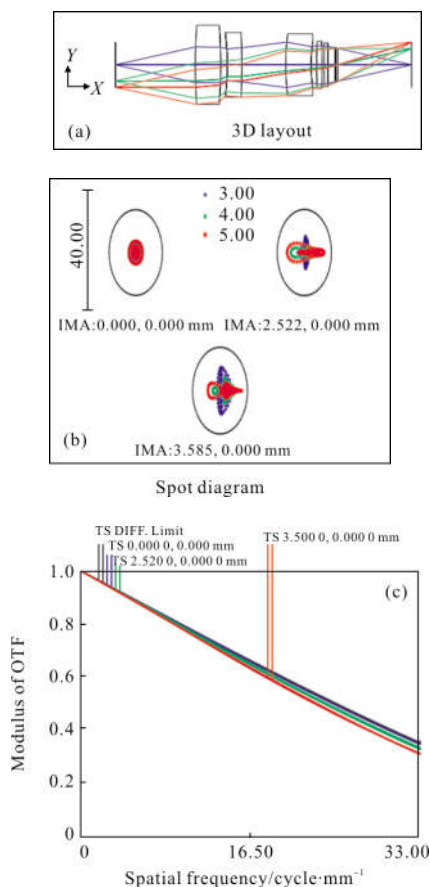 Y
X
(a)
3D layout
40.00
3.00
4.00
5.00
IMA:0.000, 0.000 mm
IMA:2.522, 0.000 mm
(b)
IMA:3.585, 0.000 mm
Spot diagram
TS DIFF. Limit
TS 0.000 0, 0.000 mm
TS 2.520 0, 0.000 0 mm
TS 3.500 0, 0.000 0 mm
(c)
Modulus of OTF
1.0
0.8
0.6
0.4
0.2
0
0
16.50
33.00
Spatial frequency/cycle·mm⁻¹